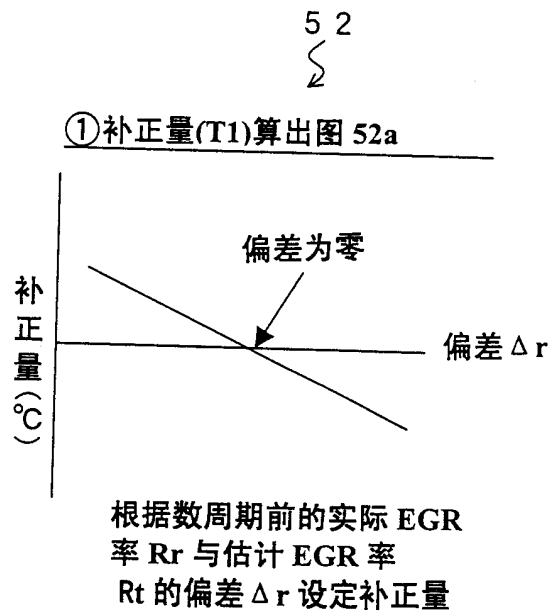 52
①补正量(T1)算出图 52a
偏差为零
补正量(℃)
偏差Δr
根据数周期前的实际 EGR
率 Rr 与估计 EGR 率
Rt 的偏差Δr 设定补正量